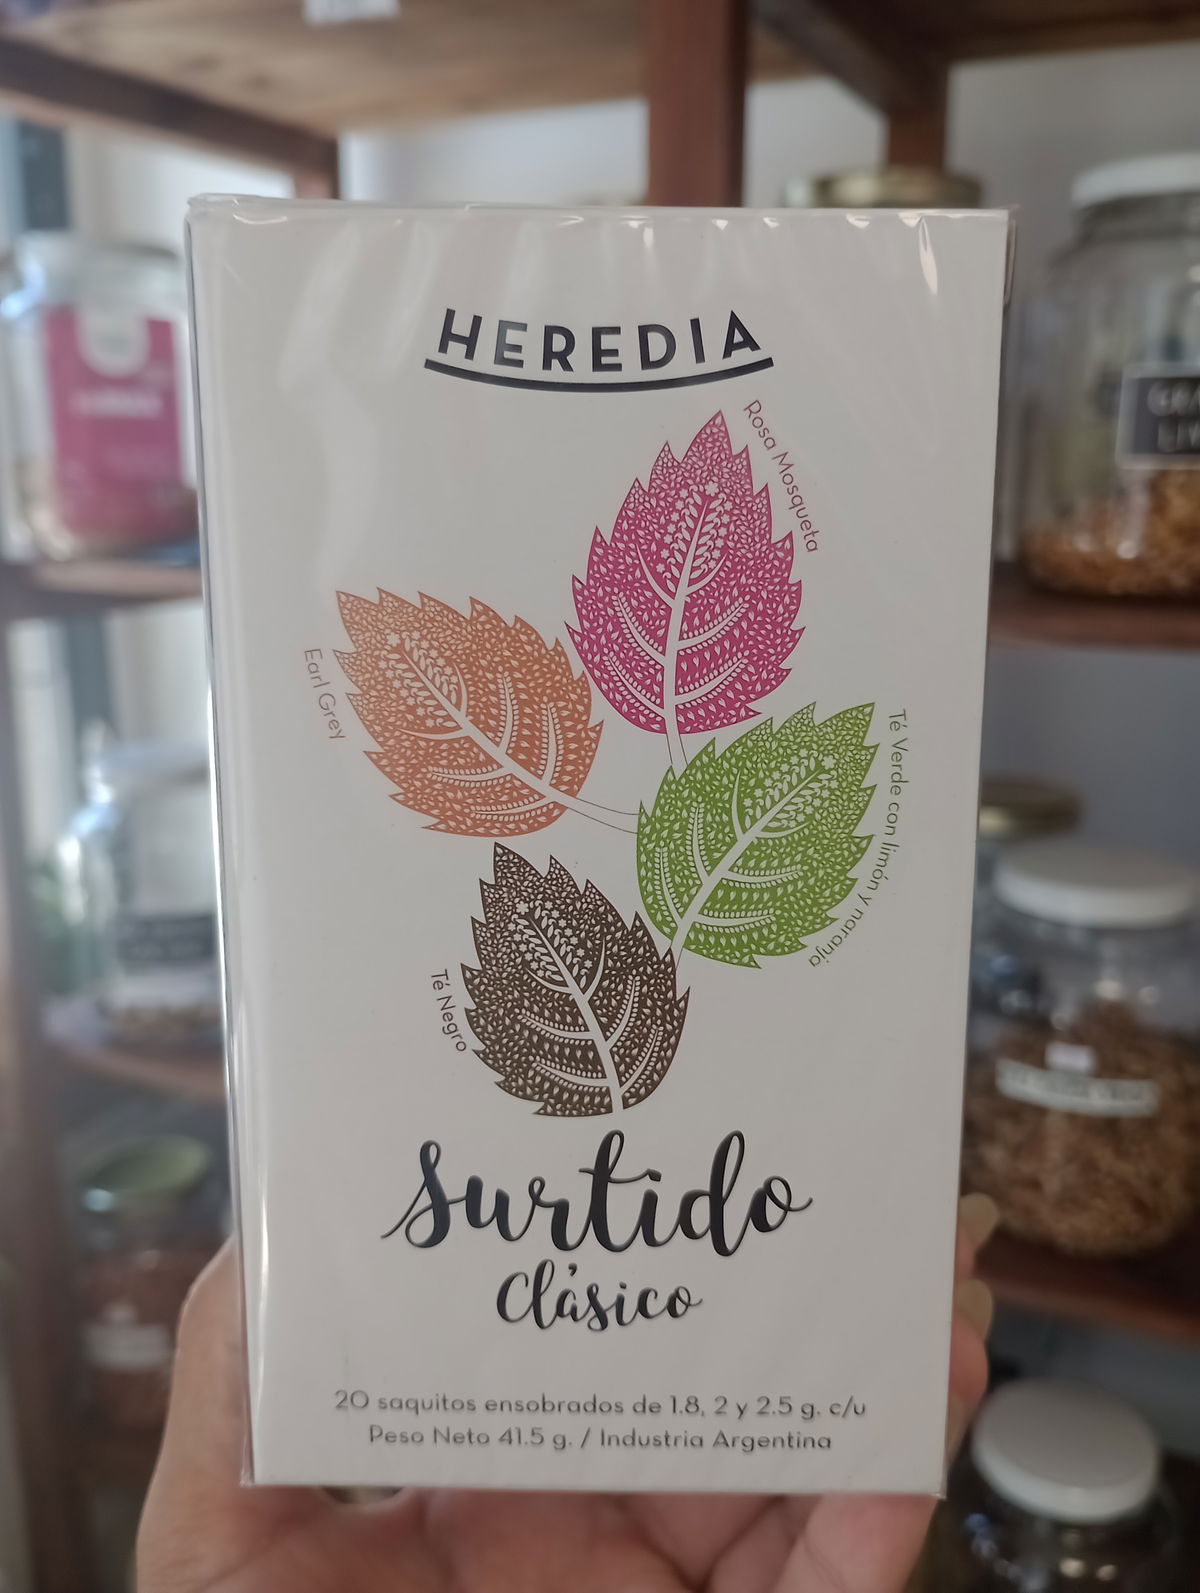 HEREDIA
Rosa Mosqueta
Earl Grey
Té Verde con limón y naranja
Té Negro
Surtido
Clásico
20 saquitos ensobrados de 1.8, 2 y 2.5 g. c/u
Peso Neto 41.5 g. / Industria Argentina